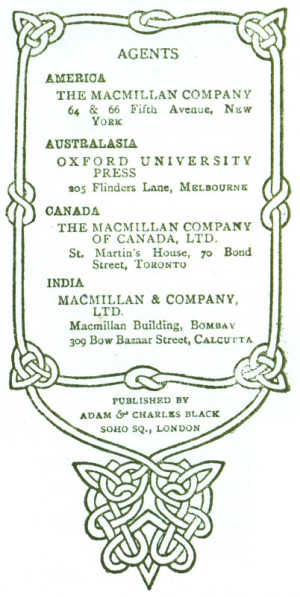 AGENTS
AMERICA
THE MACMILLAN COMPANY
64 & 66 Fifth Avenue, NEW
YORK
AUSTRALASIA
OXFORD UNIVERSITY
PRESS
205 Flinders Lane, MELBOURNE
CANADA
THE MACMILLAN COMPANY
OF CANADA, LTD.
St. Martin's House, 70 Bond
Street, TORONTO
INDIA
MACMILLAN & COMPANY,
LTD.
Macmillan Building, BOMBAY
309 Bow Bazaar Street, CALCUTTA
PUBLISHED BY
ADAM & CHARLES BLACK
SOHO SQ., LONDON